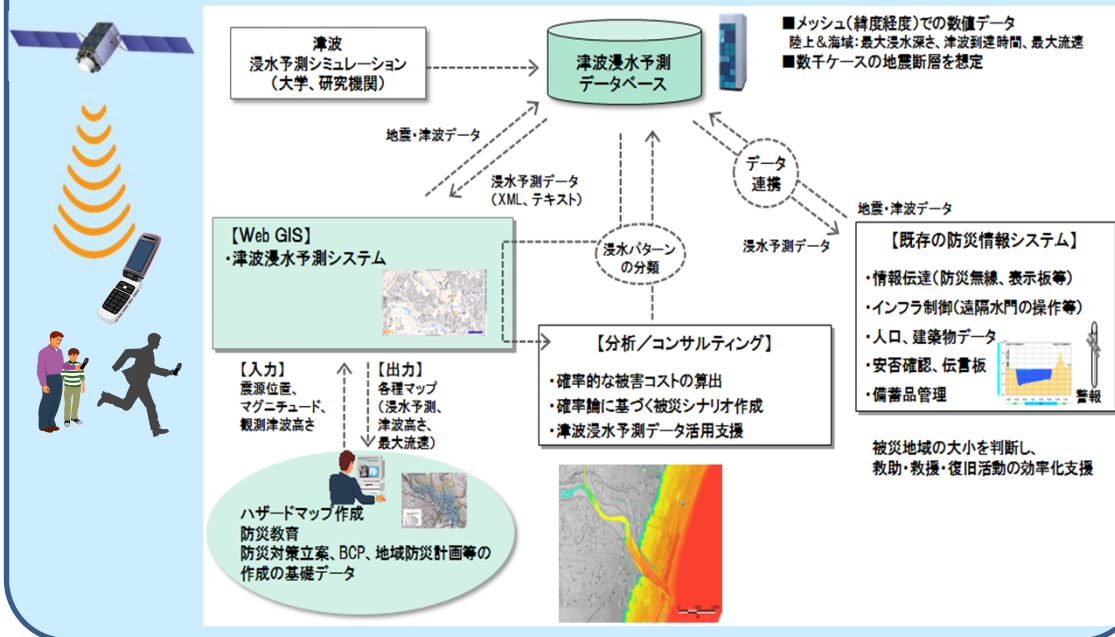 津波
浸水予測シミュレーション
(大学、研究機関)
津波浸水予測
データベース
■メッシュ(緯度経度)での数値データ
陸上&海域:最大浸水深さ、津波到達時間、最大流速
■数千ケースの地震断層を想定
地震・津波データ
浸水予測データ
(XML、テキスト)
データ
連携
地震・津波データ
浸水予測データ
【Web GIS】
・津波浸水予測システム
浸水パターン
の分類
【既存の防災情報システム】
・情報伝達(防災無線、表示板等)
・インフラ制御(遠隔水門の操作等)
・人口、建築物データ
・安否確認、伝言板
・備蓄品管理
警報
【分析/コンサルティング】
・確率的な被害コストの算出
・確率論に基づく被災シナリオ作成
・津波浸水予測データ活用支援
【入力】
震源位置、
マグニチュード、
観測津波高さ
【出力】
各種マップ
(浸水予測、
津波高さ、
最大流速)
被災地域の大小を判断し、
救助・救援・復旧活動の効率化支援
ハザードマップ作成
防災教育
防災対策立案、BCP、地域防災計画等の
作成の基礎データ